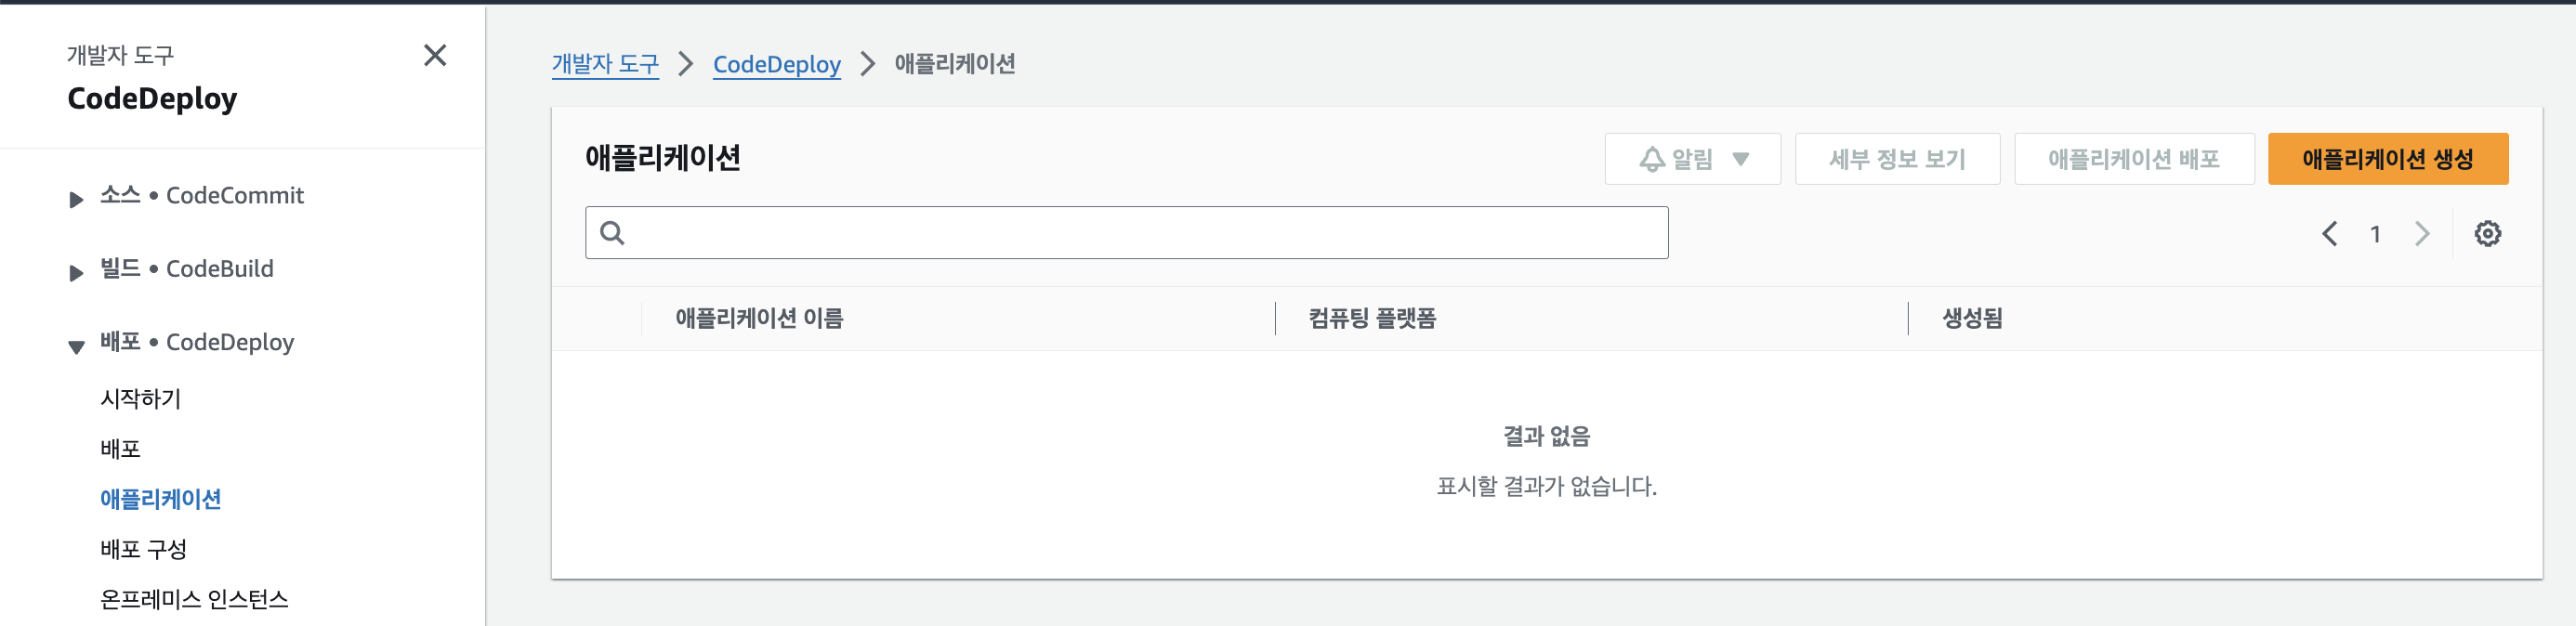 개발자 도구
CodeDeploy
소스 • CodeCommit
빌드 • CodeBuild
배포 • CodeDeploy
시작하기
배포
애플리케이션
배포 구성
온프레미스 인스턴스
개발자 도구 > CodeDeploy > 애플리케이션
애플리케이션
알림 세부 정보 보기 애플리케이션 배포 애플리케이션 생성
1
애플리케이션 이름 컴퓨팅 플랫폼 생성됨
결과 없음
표시할 결과가 없습니다.